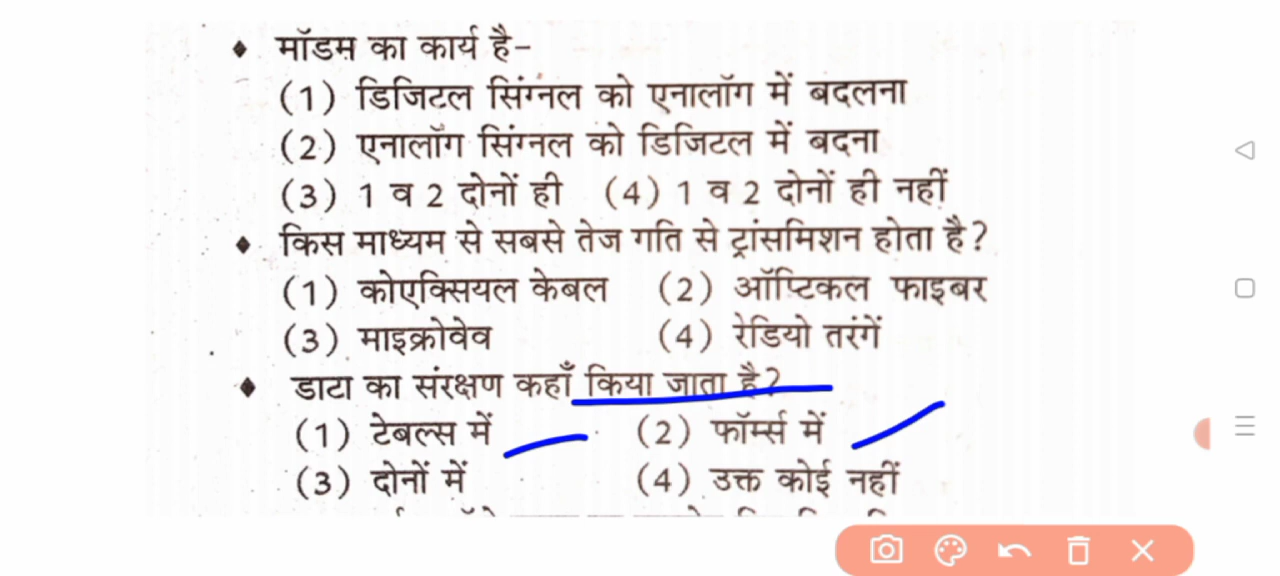 ♦ मॉडम का कार्य है–
(1) डिजिटल सिंग्नल को एनालॉग में बदलना
(2) एनालॉग सिंग्नल को डिजिटल में बदना
(3) 1 व 2 दोनों ही (4) 1 व 2 दोनों ही नहीं
♦ किस माध्यम से सबसे तेज गति से ट्रांसमिशन होता है?
(1) कोएक्सियल केबल (2) ऑप्टिकल फाइबर
(3) माइक्रोवेव (4) रेडियो तरंगें
♦ डाटा का संरक्षण कहाँ किया जाता है?
(1) टेबल्स में (2) फॉर्म्स में
(3) दोनों में (4) उक्त कोई नहीं